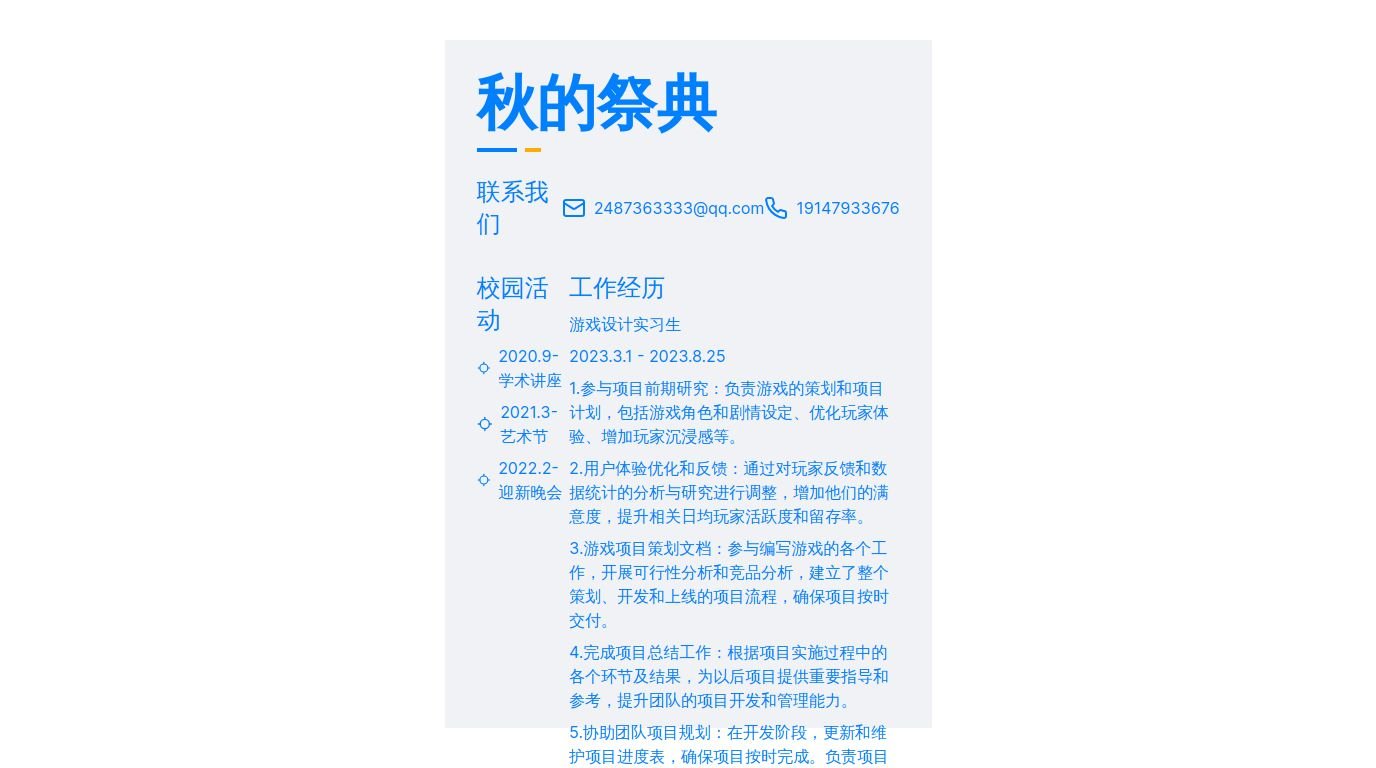 秋的祭典
联系我
们
2487363333@qq.com
19147933676
校园活
动
2020.9-
学术讲座
2021.3-
艺术节
2022.2-
迎新晚会
工作经历
游戏设计实习生
2023.3.1 - 2023.8.25
1.参与项目前期研究：负责游戏的策划和项目
计划，包括游戏角色和剧情设定、优化玩家体
验、增加玩家沉浸感等。
2.用户体验优化和反馈：通过对玩家反馈和数
据统计的分析与研究进行调整，增加他们的满
意度，提升相关日均玩家活跃度和留存率。
3.游戏项目策划文档：参与编写游戏的各个工
作，开展可行性分析和竞品分析，建立了整个
策划、开发和上线的项目流程，确保项目按时
交付。
4.完成项目总结工作：根据项目实施过程中的
各个环节及结果，为以后项目提供重要指导和
参考，提升团队的项目开发和管理能力。
5.协助团队项目规划：在开发阶段，更新和维
护项目进度表，确保项目按时完成。负责项目